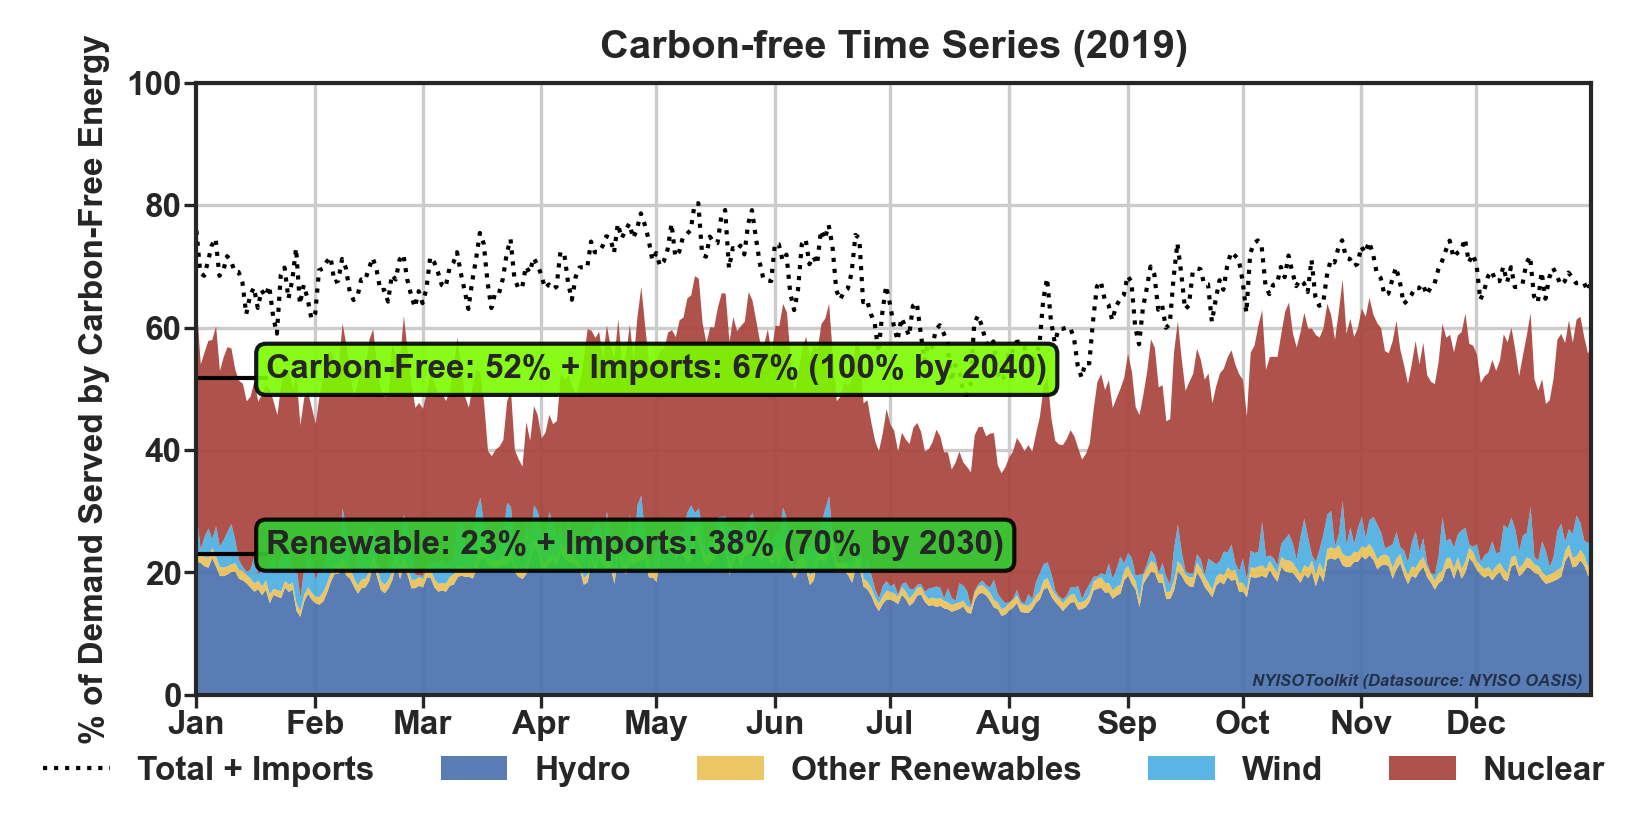 Carbon-free Time Series (2019)
% of Demand Served by Carbon-Free Energy
100
80
60
40
20
0
Carbon-Free: 52% + Imports: 67% (100% by 2040)
Renewable: 23% + Imports: 38% (70% by 2030)
NYISOToolkit (Datasource: NYISO OASIS)
Jan Feb Mar Apr May Jun Jul Aug Sep Oct Nov Dec
Total + Imports Hydro Other Renewables Wind Nuclear